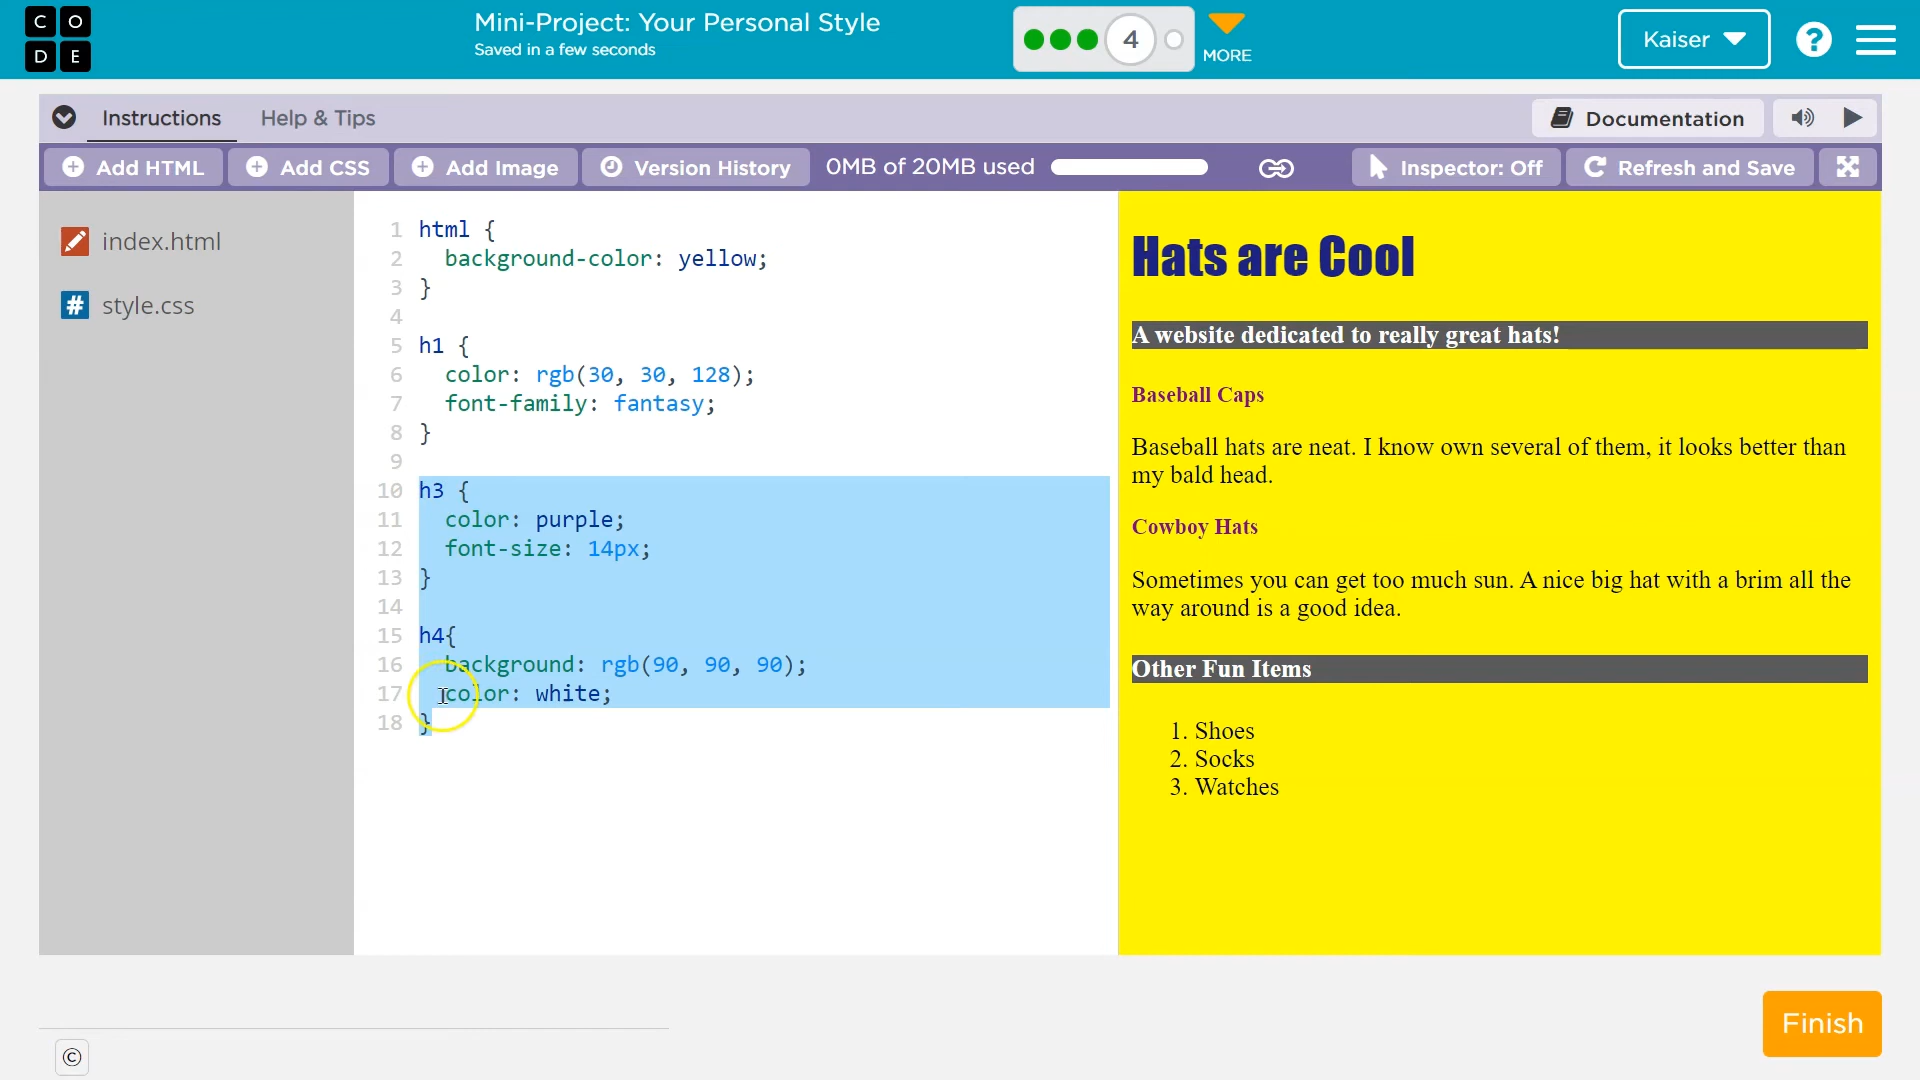 C O
D E
Mini-Project: Your Personal Style
Saved in a few seconds
4
MORE
Kaiser
?
Instructions
Help & Tips
Documentation
Add HTML
Add CSS
Add Image
Version History
0MB of 20MB used
Inspector: Off
Refresh and Save
index.html
# style.css
1 html {
2   background-color: yellow;
3 }
4
5 h1 {
6   color: rgb(30, 30, 128);
7   font-family: fantasy;
8 }
9
10 h3 {
11   color: purple;
12   font-size: 14px;
13 }
14
15 h4{
16   background: rgb(90, 90, 90);
17   color: white;
18 }
Hats are Cool
A website dedicated to really great hats!
Baseball Caps
Baseball hats are neat. I know own several of them, it looks better than
my bald head.
Cowboy Hats
Sometimes you can get too much sun. A nice big hat with a brim all the
way around is a good idea.
Other Fun Items
1. Shoes
2. Socks
3. Watches
Finish
©